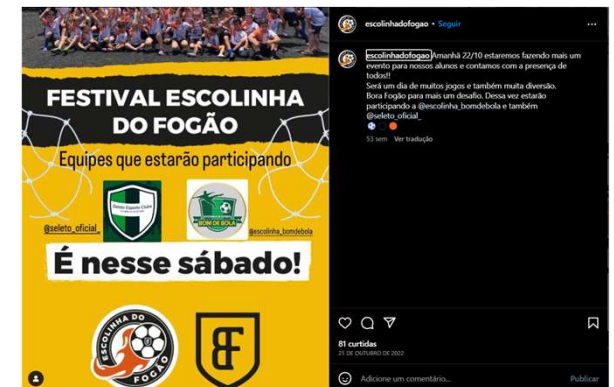 FESTIVAL ESCOLINHA
DO FOGÃO
Equipes que estarão participando
@seleto_oficial_
BOM DE BOLA
@escolinha_bomdebola
É nesse sábado!
ESCOLINHA DO
FOGÃO
escolinhadofogao • Seguir
escolinhadofogao Amanhã 22/10 estaremos fazendo mais um
evento para nossos alunos e contamos com a presença de
todos!!
Será um dia de muitos jogos e também muita diversão.
Bora Fogão para mais um desafio. Dessa vez estarão
participando a @escolinha_bomdebola e também
@seleto_oficial_
53 sem Ver tradução
81 curtidas
21 DE OUTUBRO DE 2022
Adicione um comentário...
Publicar